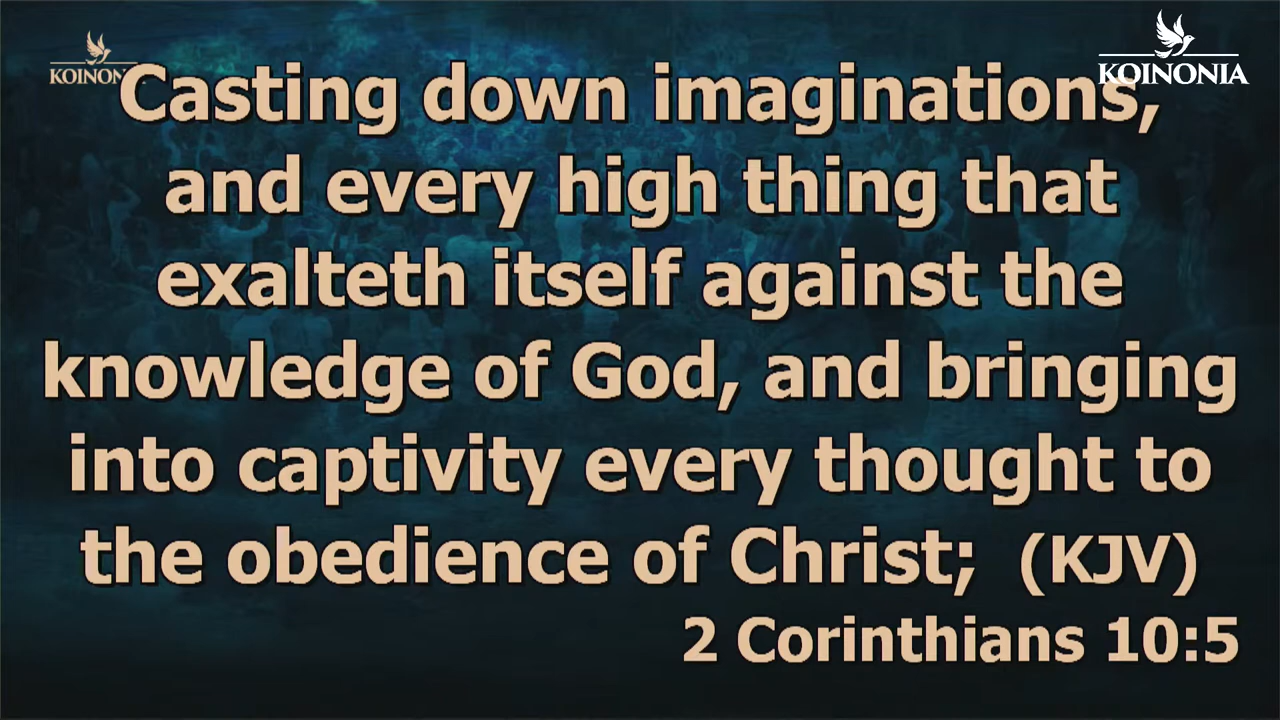 KOINONIA
KOINON
Casting down imaginations,
and every high thing that
exalteth itself against the
knowledge of God, and bringing
into captivity every thought to
the obedience of Christ; (KJV)
2 Corinthians 10:5